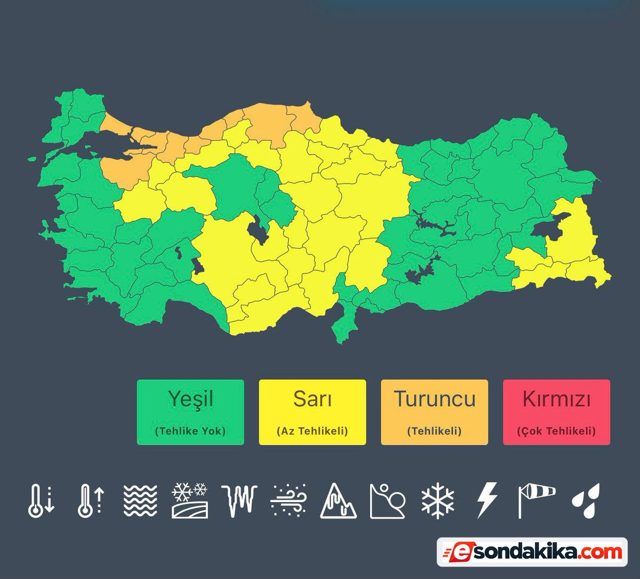 Yeşil
(Tehlike Yok)
Sarı
(Az Tehlikeli)
Turuncu
(Tehlikeli)
Kırmızı
(Çok Tehlikeli)
esondakika.com